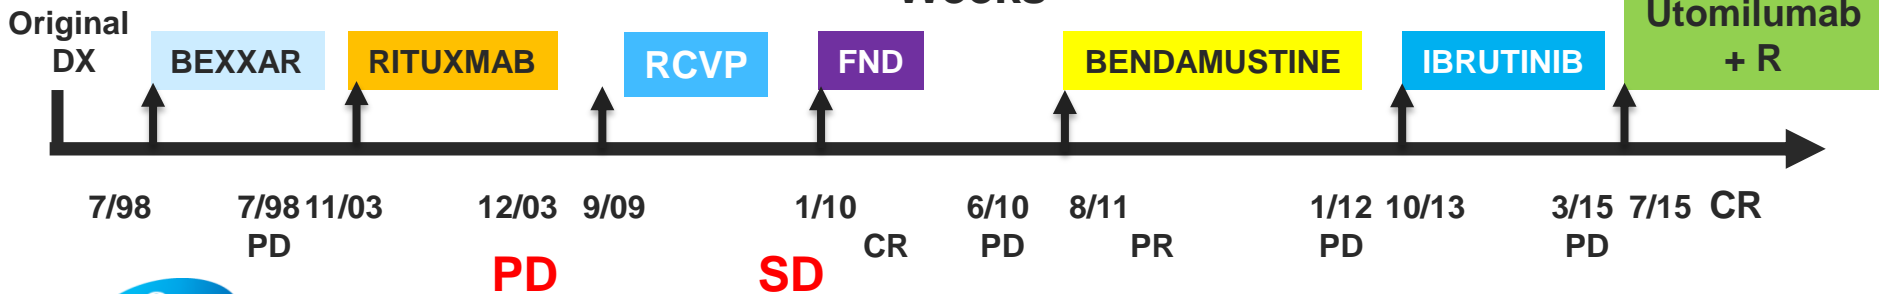 Weeks
Original
DX
BEXXAR
RITUXMAB
RCVP
FND
BENDAMUSTINE
IBRUTINIB
Utomilumab
+ R
7/98 7/98 11/03 12/03 9/09 1/10 6/10 8/11 1/12 10/13 3/15 7/15 CR
PD CR PD PR PD PD
PD SD